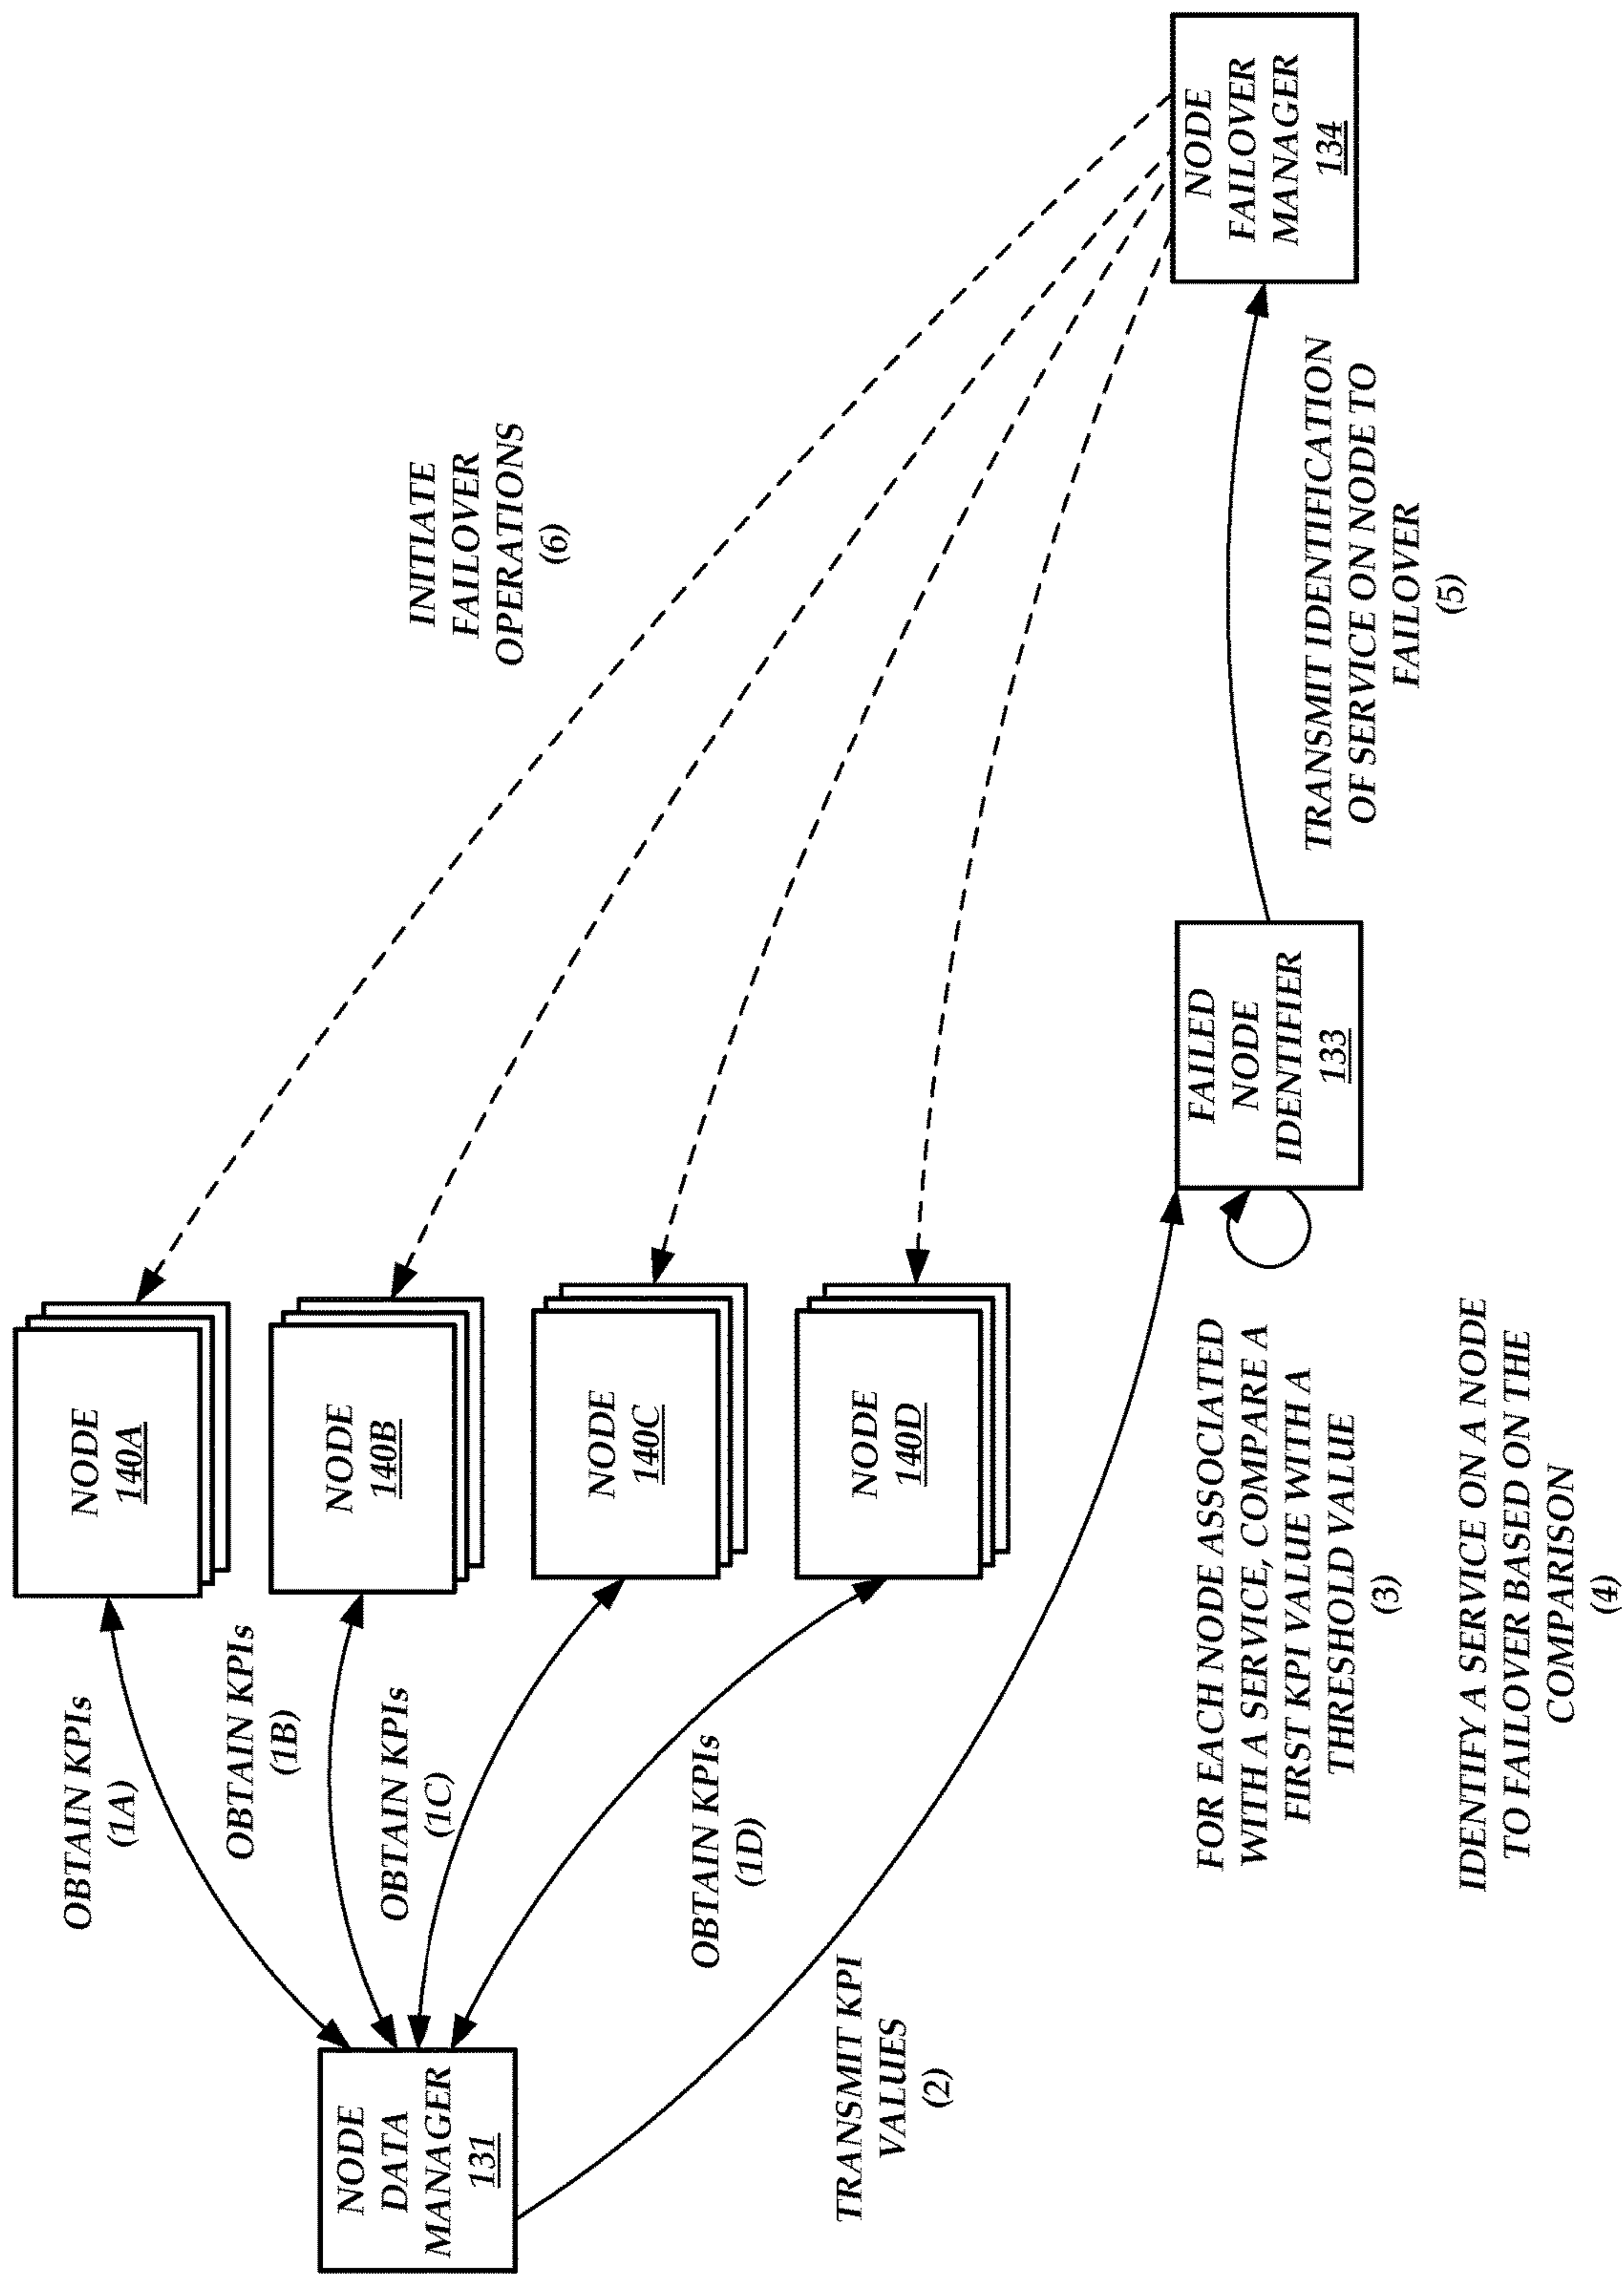 OBTAIN KPIs
(1A)
NODE
140A
OBTAIN KPIs
(1B)
NODE
140B
INITIATE
FAILOVER
OPERATIONS
(6)
NODE
DATA
MANAGER
131
OBTAIN KPIs
(1C)
NODE
140C
OBTAIN KPIs
(1D)
NODE
140D
TRANSMIT KPI
VALUES
(2)
FAILED
NODE
IDENTIFIER
133
NODE
FAILOVER
MANAGER
134
FOR EACH NODE ASSOCIATED
WITH A SERVICE, COMPARE A
FIRST KPI VALUE WITH A
THRESHOLD VALUE
(3)
TRANSMIT IDENTIFICATION
OF SERVICE ON NODE TO
FAILOVER
(5)
IDENTIFY A SERVICE ON A NODE
TO FAILOVER BASED ON THE
COMPARISON
(4)